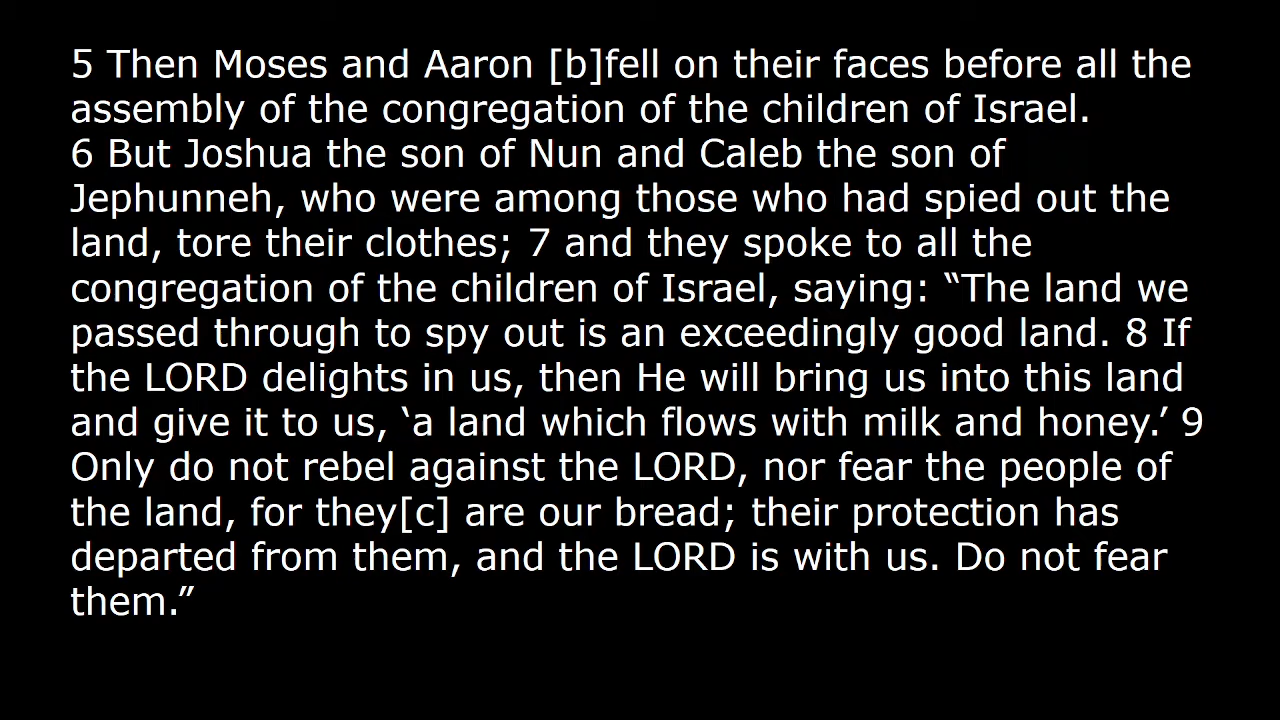 5 Then Moses and Aaron [b]fell on their faces before all the
assembly of the congregation of the children of Israel.
6 But Joshua the son of Nun and Caleb the son of
Jephunneh, who were among those who had spied out the
land, tore their clothes; 7 and they spoke to all the
congregation of the children of Israel, saying: “The land we
passed through to spy out is an exceedingly good land. 8 If
the LORD delights in us, then He will bring us into this land
and give it to us, ‘a land which flows with milk and honey.’ 9
Only do not rebel against the LORD, nor fear the people of
the land, for they[c] are our bread; their protection has
departed from them, and the LORD is with us. Do not fear
them.”